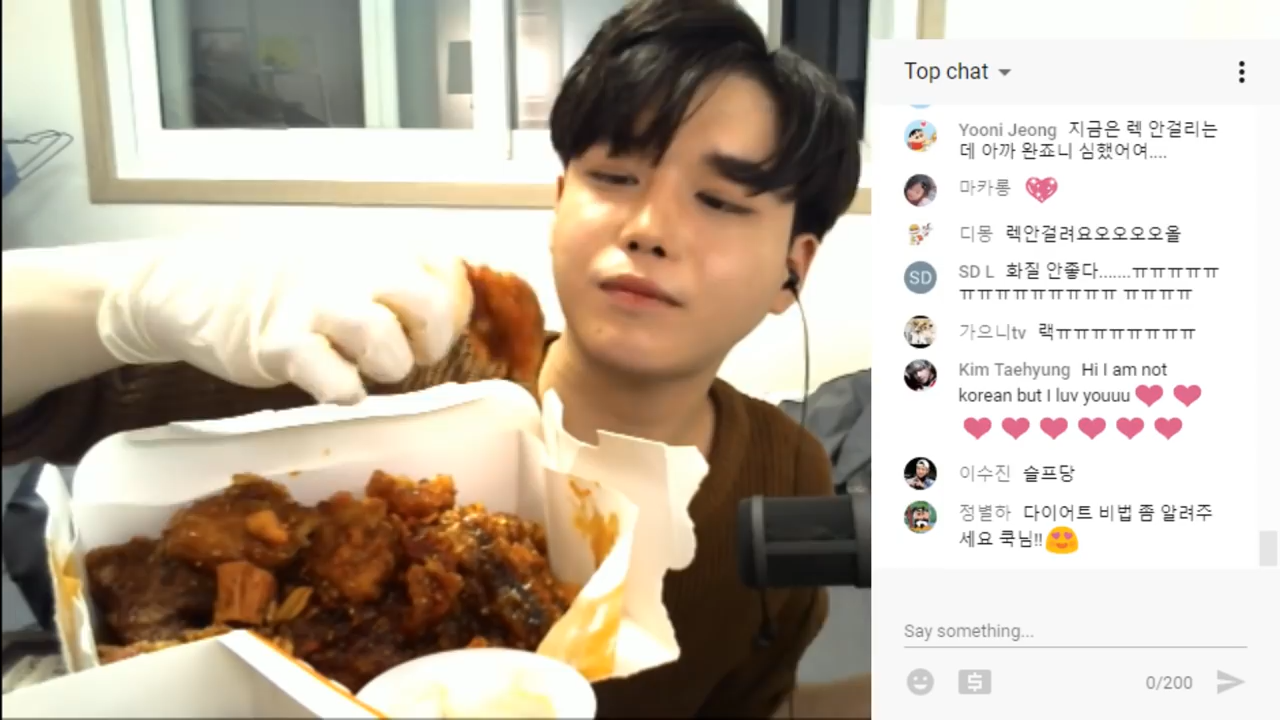 Top chat
Yooni Jeong 지금은 렉 안걸리는
데 아까 완죠니 심했어여....
마카롱
디몽 렉안걸려요오오오오올
SD
SD L 화질 안좋다.......ㅠㅠㅠㅠㅠ
ㅠㅠㅠㅠㅠㅠㅠㅠㅠ ㅠㅠㅠㅠ
가으니tv 랙ㅠㅠㅠㅠㅠㅠㅠㅠ
Kim Taehyung Hi I am not
korean but I luv youuu
이수진 슬프당
정별하 다이어트 비법 좀 알려주
세요 쿡님!!
Say something...
0/200